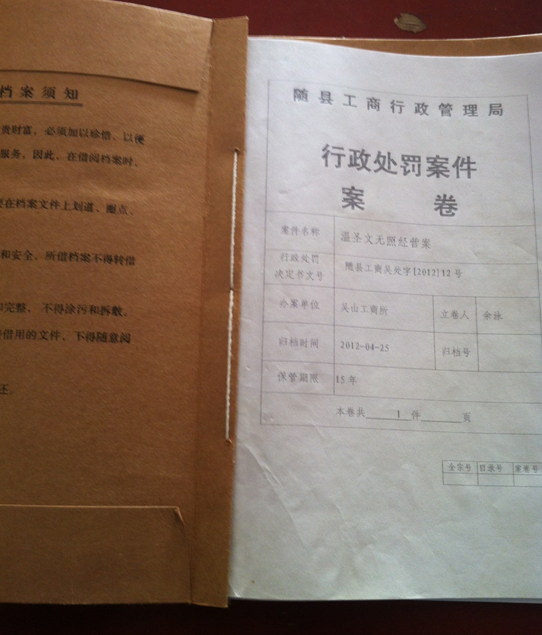 档案须知
贵财富，必须加以珍惜、以便
服务。因此，在借阅档案时、
在档案文件上划道、圈点、
和安全，所借档案不得转借
和完整，不得涂污和拆散。
借用的文件，下得随意阅
还
随县工商行政管理局
行政处罚案件
案 卷
案件名称 温圣文无照经营案
行政处罚
决定书文号 随县工商吴处字[2012]12号
办案单位 吴山工商所 立卷人 余泳
归档时间 2012-04-25 归档号
保管期限 15年
本卷共 1 件 页
全宗号 目录号 案卷号